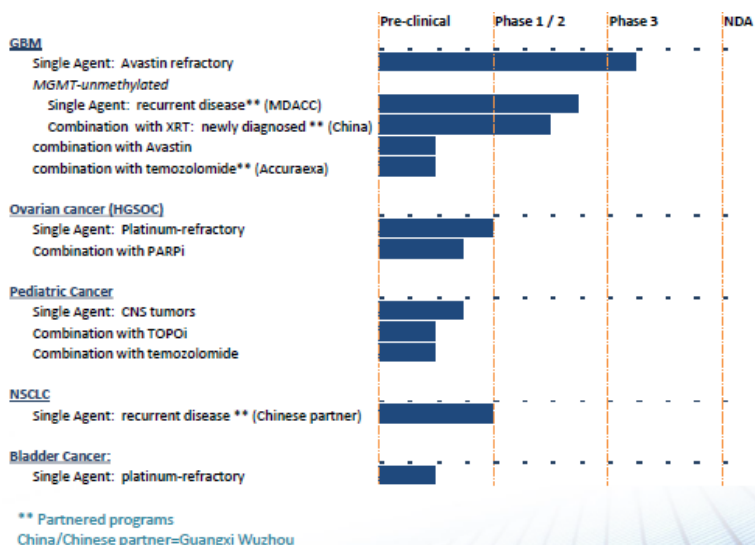 Pre-clinical Phase 1 / 2 Phase 3 NDA
GBM
Single Agent: Avastin refractory
MGMT-unmethylated
Single Agent: recurrent disease** (MDACC)
Combination with XRT: newly diagnosed ** (China)
combination with Avastin
combination with temozolomide** (Accuraexa)
Ovarian cancer (HGSOC)
Single Agent: Platinum-refractory
Combination with PARPi
Pediatric Cancer
Single Agent: CNS tumors
Combination with TOPOi
Combination with temozolomide
NSCLC
Single Agent: recurrent disease ** (Chinese partner)
Bladder Cancer:
Single Agent: platinum-refractory
** Partnered programs
China/Chinese partner=Guangxi Wuzhou